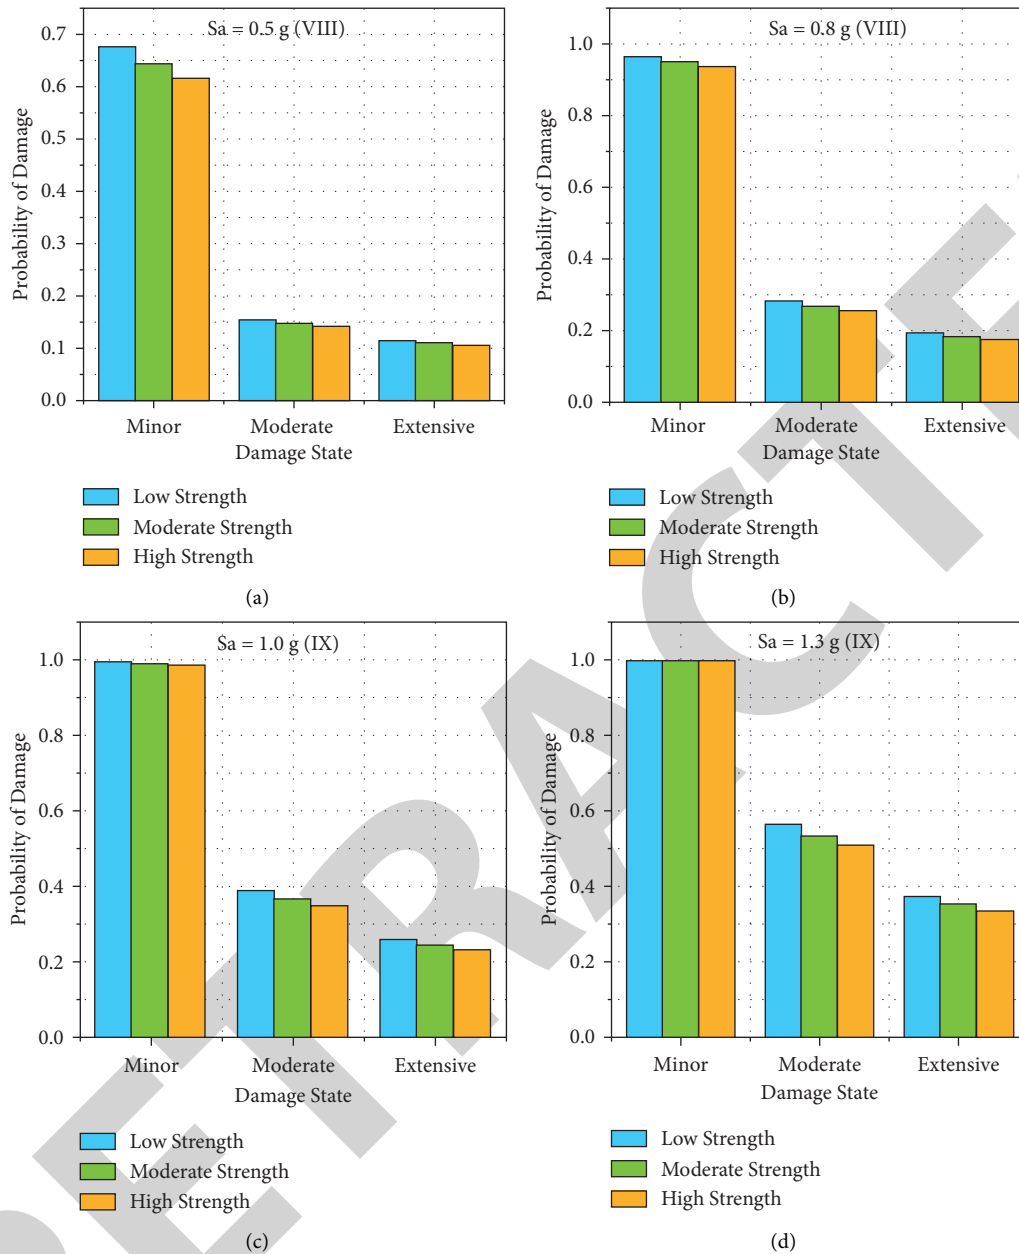 Sa = 0.5 g (VIII)
0.7
0.6
0.5
0.4
0.3
0.2
0.1
0.0
Probability of Damage
Minor
Moderate
Extensive
Damage State
Low Strength
Moderate Strength
High Strength
(a)
Sa = 0.8 g (VIII)
1.0
0.8
0.6
0.4
0.2
0.0
Probability of Damage
Minor
Moderate
Extensive
Damage State
Low Strength
Moderate Strength
High Strength
(b)
Sa = 1.0 g (IX)
1.0
0.8
0.6
0.4
0.2
0.0
Probability of Damage
Minor
Moderate
Extensive
Damage State
Low Strength
Moderate Strength
High Strength
(c)
Sa = 1.3 g (IX)
1.0
0.8
0.6
0.4
0.2
0.0
Probability of Damage
Minor
Moderate
Extensive
Damage State
Low Strength
Moderate Strength
High Strength
(d)